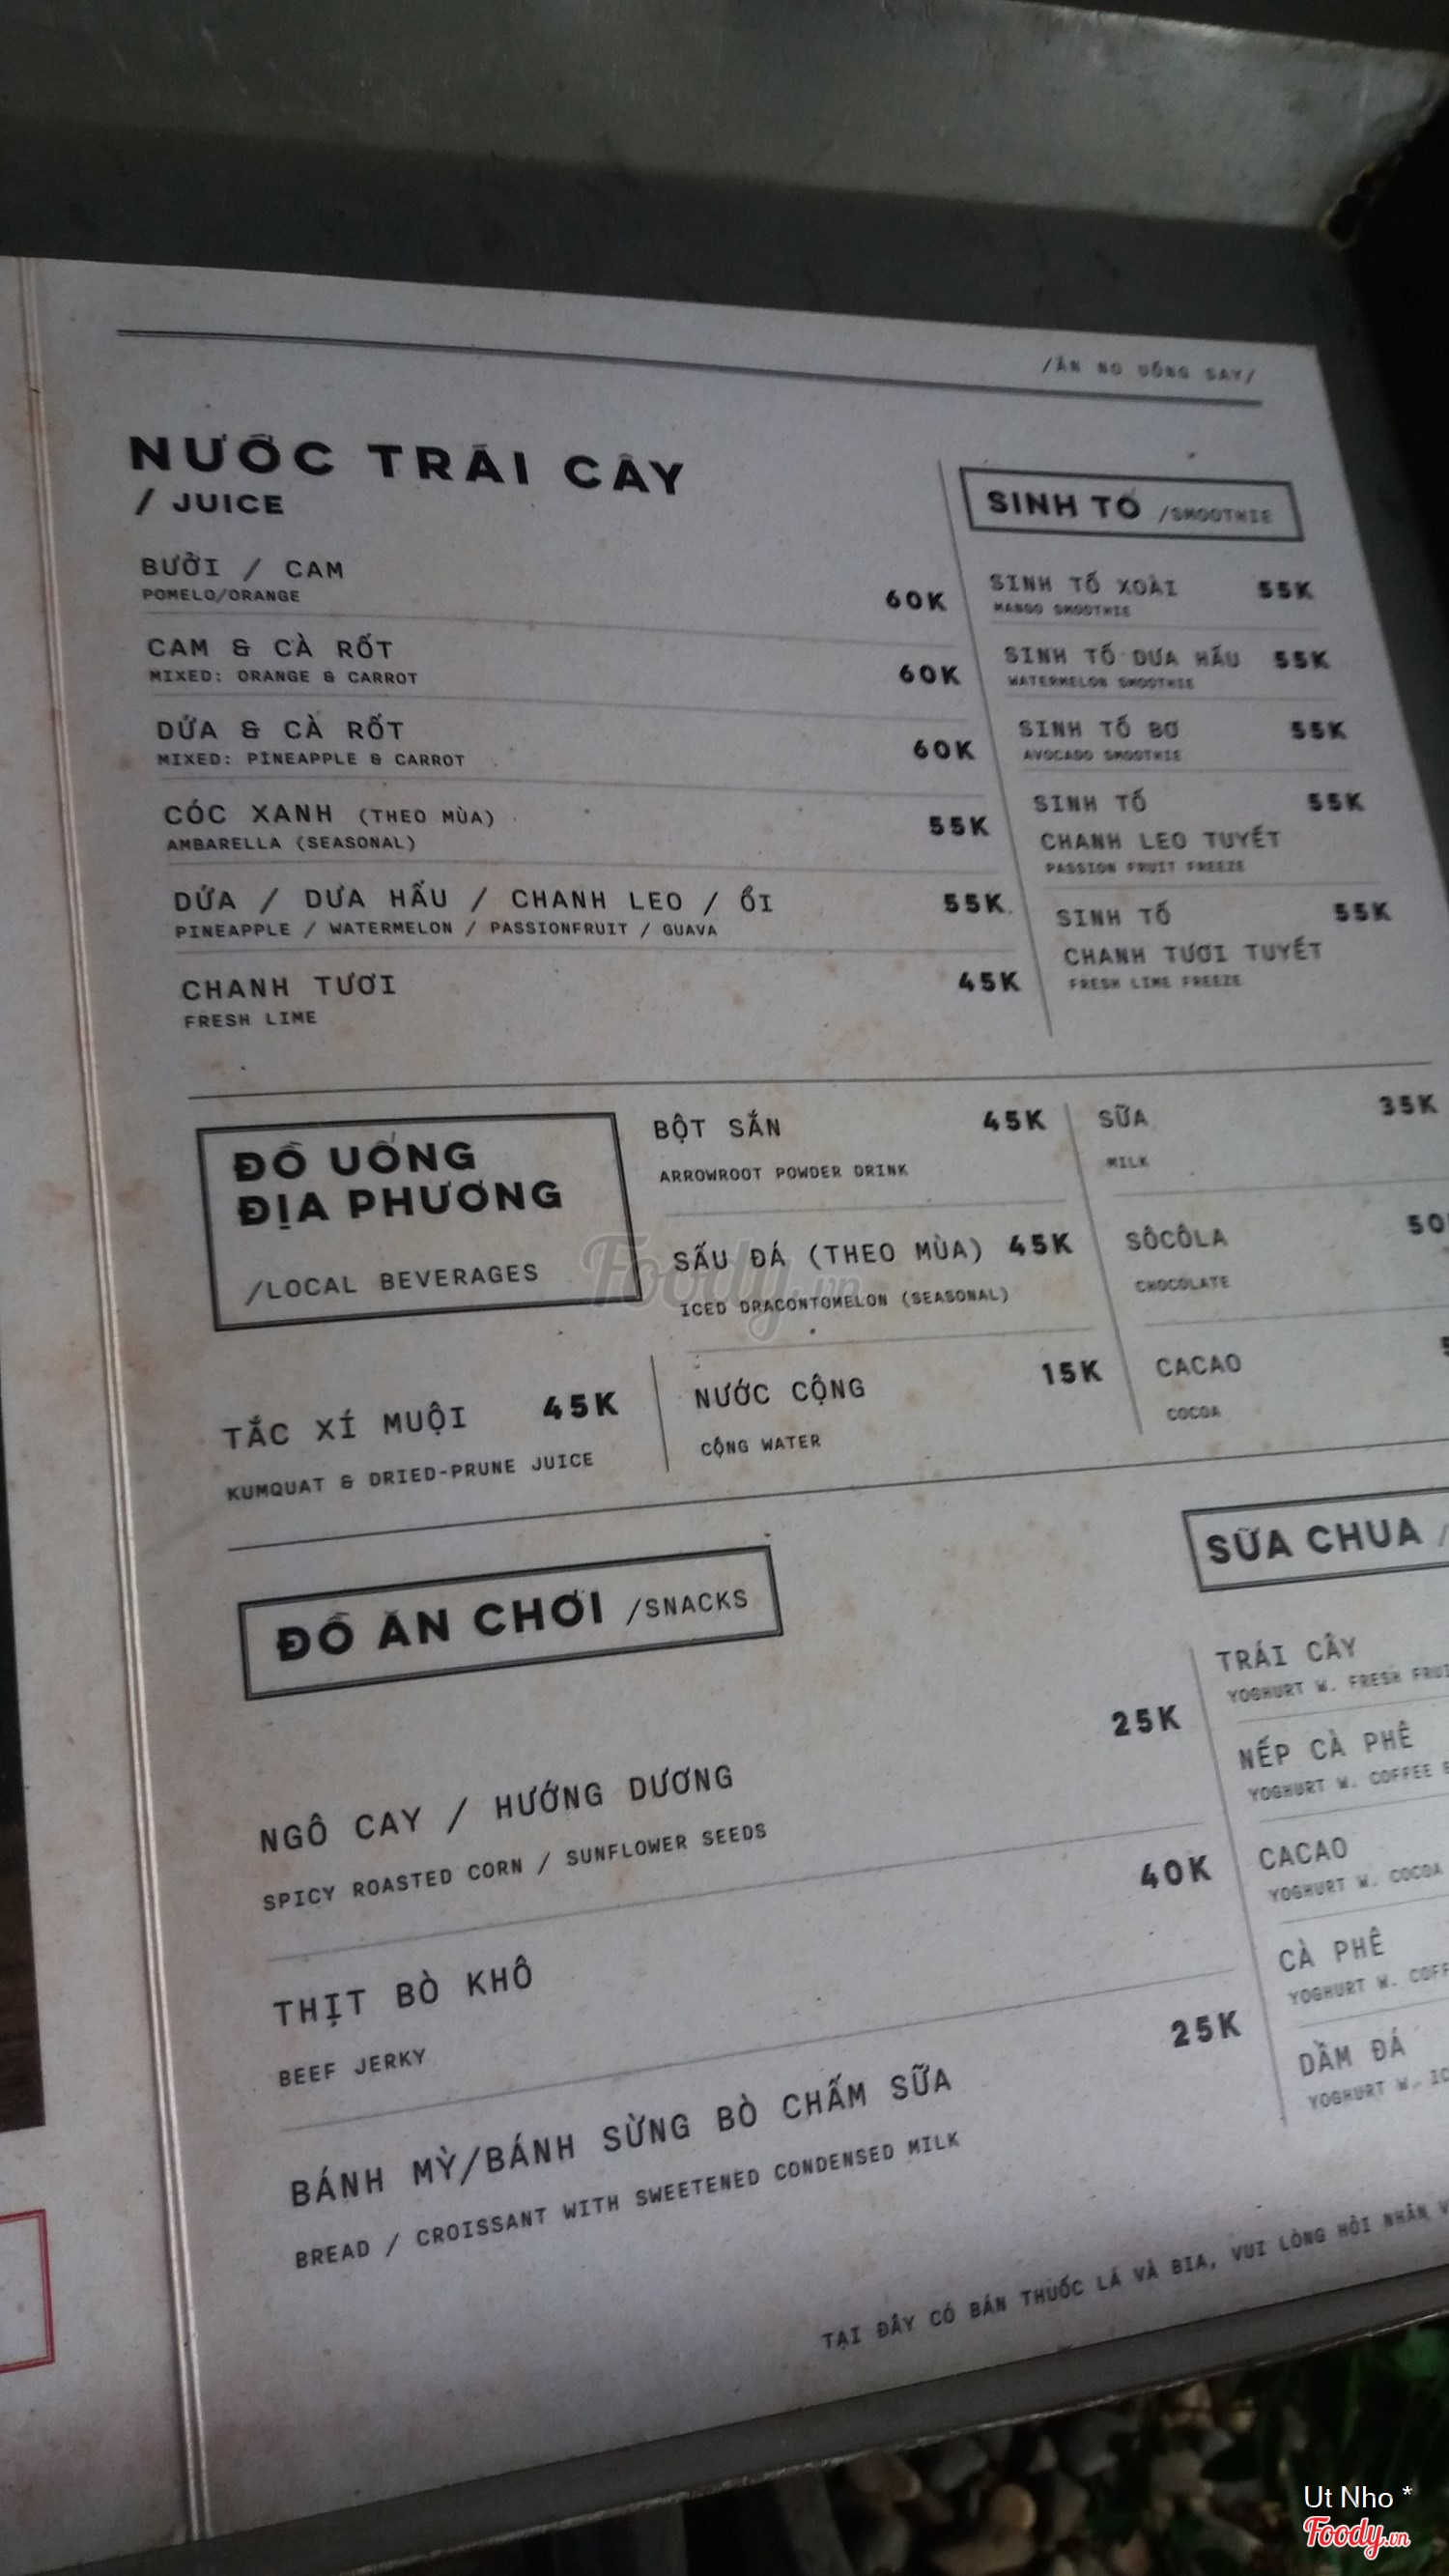 /ĂN NO UỐNG SAY/
NƯỚC TRÁI CÂY
/ JUICE
BƯỞI / CAM 60K
POMELO/ORANGE
CAM & CÀ RỐT 60K
MIXED: ORANGE & CARROT
DỨA & CÀ RỐT 60K
MIXED: PINEAPPLE & CARROT
CÓC XANH (THEO MÙA) 55K
AMBARELLA (SEASONAL)
DỨA / DƯA HẤU / CHANH LEO / ỔI 55K
PINEAPPLE / WATERMELON / PASSIONFRUIT / GUAVA
CHANH TƯƠI 45K
FRESH LIME
SINH TỐ /SMOOTHIE
SINH TỐ XOÀI 55K
MANGO SMOOTHIE
SINH TỐ DƯA HẤU 55K
WATERMELON SMOOTHIE
SINH TỐ BƠ 55K
AVOCADO SMOOTHIE
SINH TỐ 55K
CHANH LEO TUYẾT
PASSION FRUIT FREEZE
SINH TỐ 55K
CHANH TƯƠI TUYẾT
FRESH LIME FREEZE
ĐỒ UỐNG
ĐỊA PHƯƠNG
/LOCAL BEVERAGES
TẮC XÍ MUỘI 45K
KUMQUAT & DRIED-PRUNE JUICE
BỘT SẮN 45K
ARROWROOT POWDER DRINK
SẤU ĐÁ (THEO MÙA) 45K
ICED DRACONTOMELON (SEASONAL)
NƯỚC CỘNG 15K
CỘNG WATER
SỮA 35K
MILK
SÔCÔLA 50
CHOCOLATE
CACAO
COCOA
ĐỒ ĂN CHƠI /SNACKS
NGÔ CAY / HƯỚNG DƯƠNG 25K
SPICY ROASTED CORN / SUNFLOWER SEEDS
THỊT BÒ KHÔ 40K
BEEF JERKY
BÁNH MỲ/BÁNH SỪNG BÒ CHẤM SỮA 25K
BREAD / CROISSANT WITH SWEETENED CONDENSED MILK
SỮA CHUA /
TRÁI CÂY
YOGHURT W. FRESH
NẾP CÀ PHÊ
YOGHURT W. COFFEE
CACAO
YOGHURT W. COCOA
CÀ PHÊ
YOGHURT W.
DẦM ĐÁ
YOGHURT W.
TẠI ĐÂY CÓ BÁN THUỐC LÁ VÀ BIA, VUI LÒNG HỎI NHÂN
Foody.vn
Ut Nho *
Foody.vn